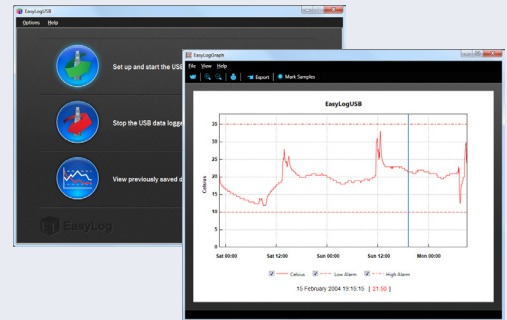 EasyLogUSB
Options Help
Set up and start the USB
Stop the USB data logge
View previously saved d
EasyLog
EasyLogGraph
File View Help
Export Mark Samples
EasyLogUSB
Celsius
35
30
25
20
15
10
5
0
Sat 00:00 Sat 12:00 Sun 00:00 Sun 12:00 Mon 00:00
Celsius Low Alarm High Alarm
15 February 2004 19:15:15 [ 21.50 ]